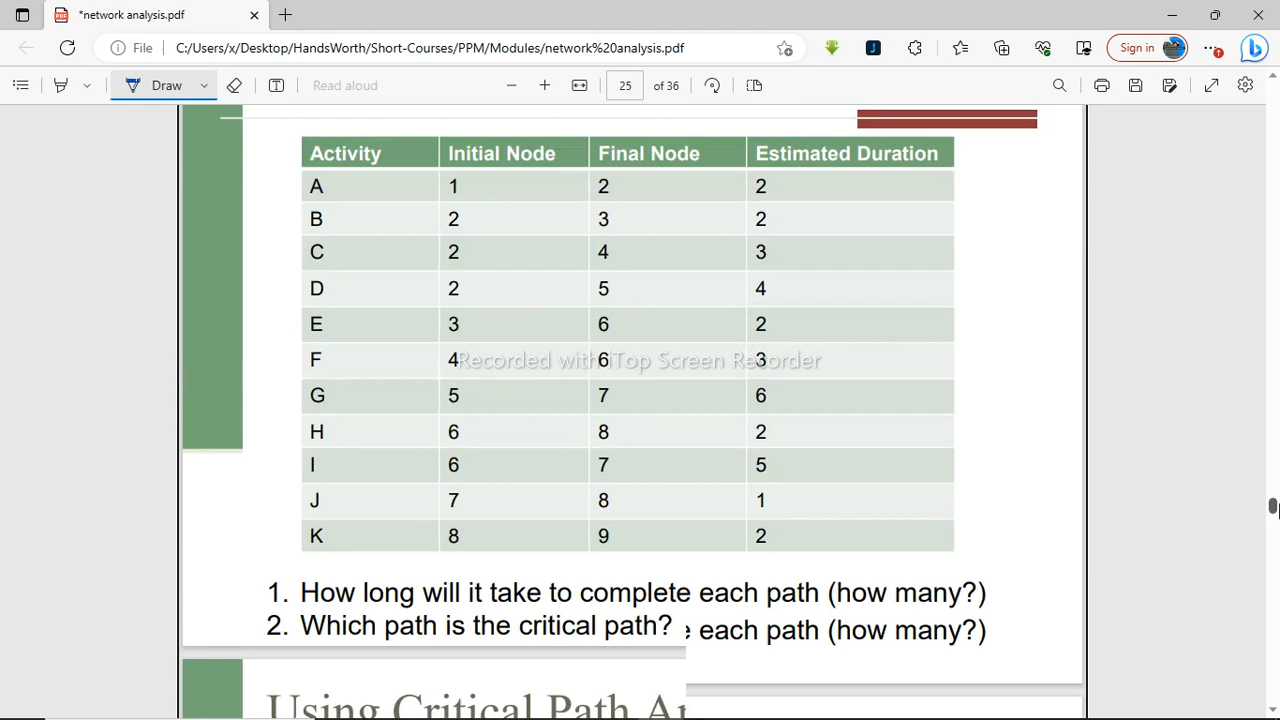 *network analysis.pdf
File C:/Users/x/Desktop/HandsWorth/Short-Courses/PPM/Modules/network%20analysis.pdf Sign in
Draw Read aloud 25 of 36
Activity Initial Node Final Node Estimated Duration
A 1 2 2
B 2 3 2
C 2 4 3
D 2 5 4
E 3 6 2
F 4 6 3
Recorded with iTop Screen Recorder
G 5 7 6
H 6 8 2
I 6 7 5
J 7 8 1
K 8 9 2
1. How long will it take to complete each path (how many?)
2. Which path is the critical path?
each path (how many?)
Using Critical Path